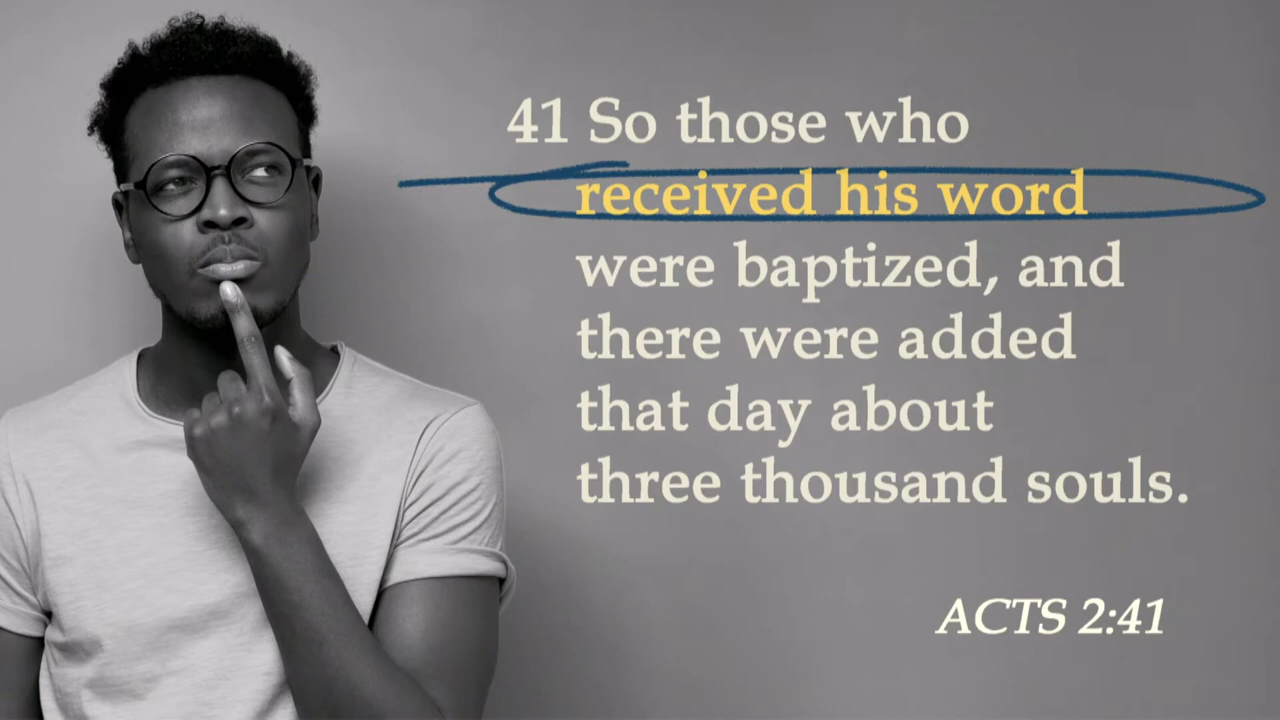 41 So those who
received his word
were baptized, and
there were added
that day about
three thousand souls.
ACTS 2:41